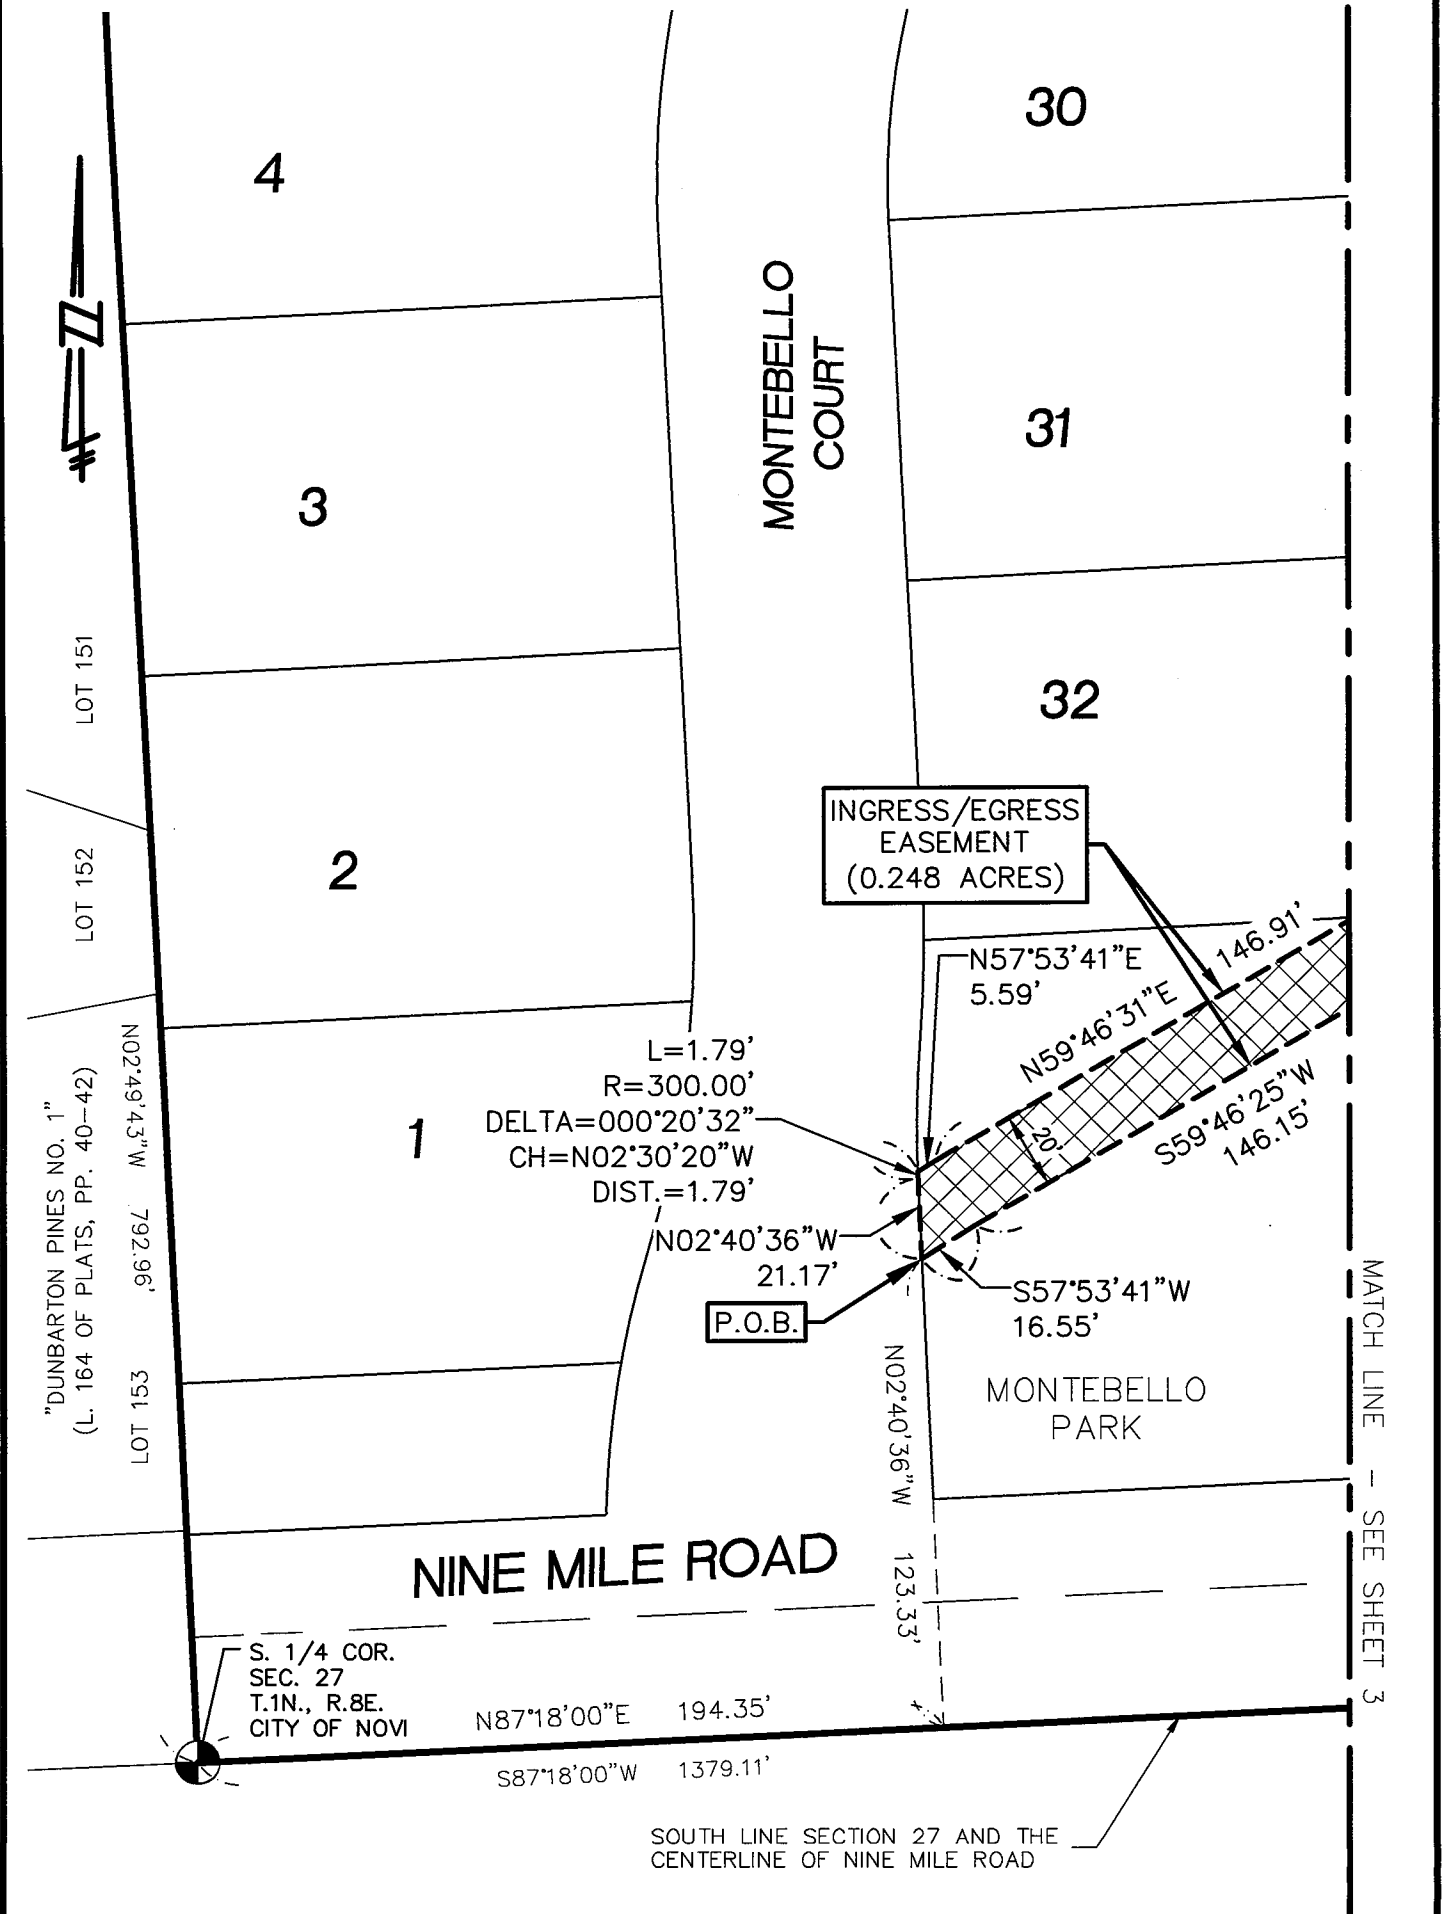 30
4
MONTEBELLO
COURT
31
3
LOT 151
32
INGRESS/EGRESS
EASEMENT
(0.248 ACRES)
2
LOT 152
146.91'
N57°53'41"E
5.59'
N59°46'31"E
L=1.79'
R=300.00'
DELTA=000°20'32"
CH=N02°30'20"W
DIST.=1.79'
1
20'
S59°46'25"W
146.15'
N02°49'43"W 792.96'
"DUNBARTON PINES NO. 1"
(L. 164 OF PLATS, PP. 40-42)
N02°40'36"W
21.17'
P.O.B.
S57°53'41"W
16.55'
MONTEBELLO
PARK
LOT 153
N02°40'36"W 123.33'
MATCH LINE - SEE SHEET 3
NINE MILE ROAD
S. 1/4 COR.
SEC. 27
T.1N., R.8E.
CITY OF NOVI
N87°18'00"E 194.35'
S87°18'00"W 1379.11'
SOUTH LINE SECTION 27 AND THE
CENTERLINE OF NINE MILE ROAD